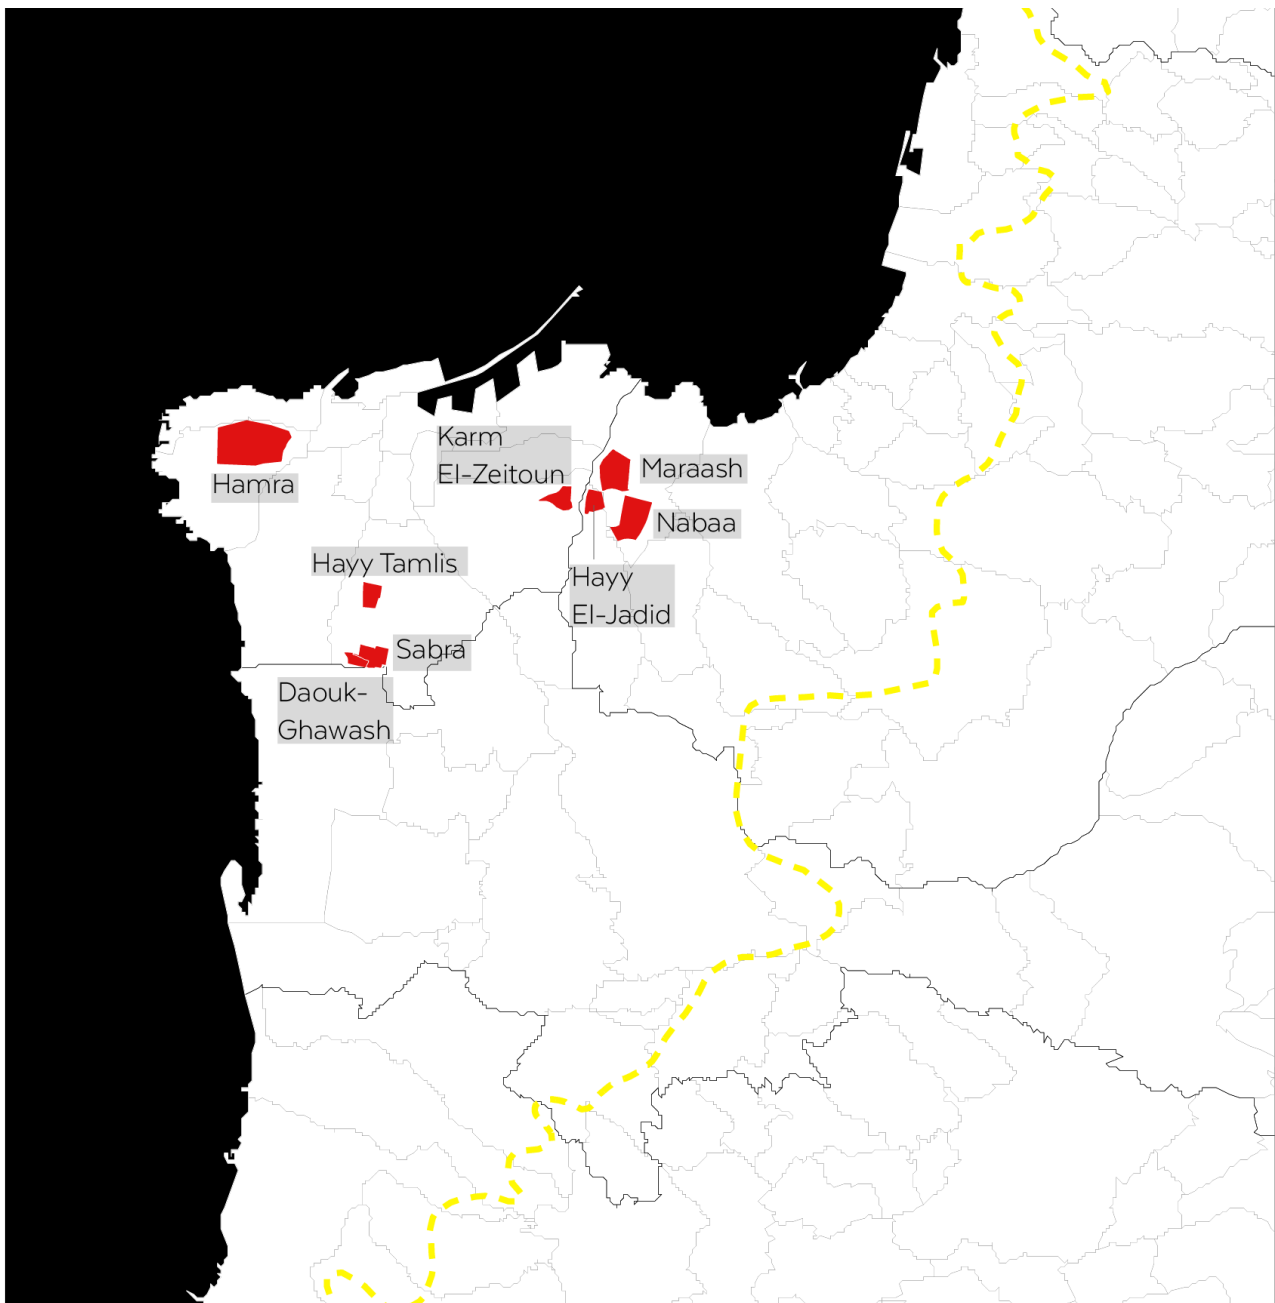 Karm
El-Zeitoun
Maraash
Hamra
Nabaa
Hayy Tamlis
Hayy
El-Jadid
Sabra
Daouk-
Ghawash